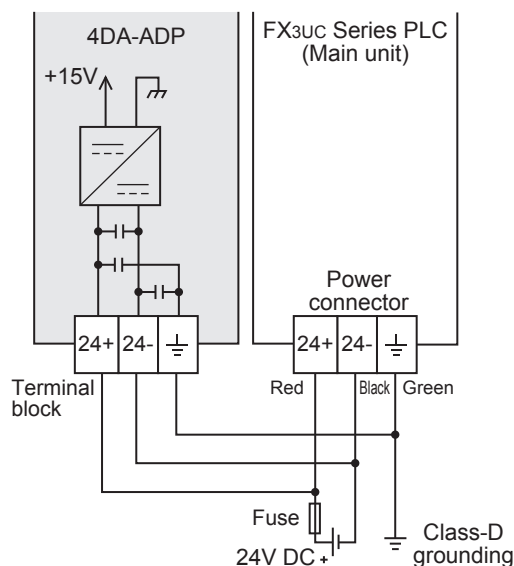 4DA-ADP
+15V
FX3UC Series PLC
(Main unit)
Power
connector
24+ 24-
24+ 24-
Terminal
block
Red Black Green
Fuse
24V DC +
Class-D
grounding